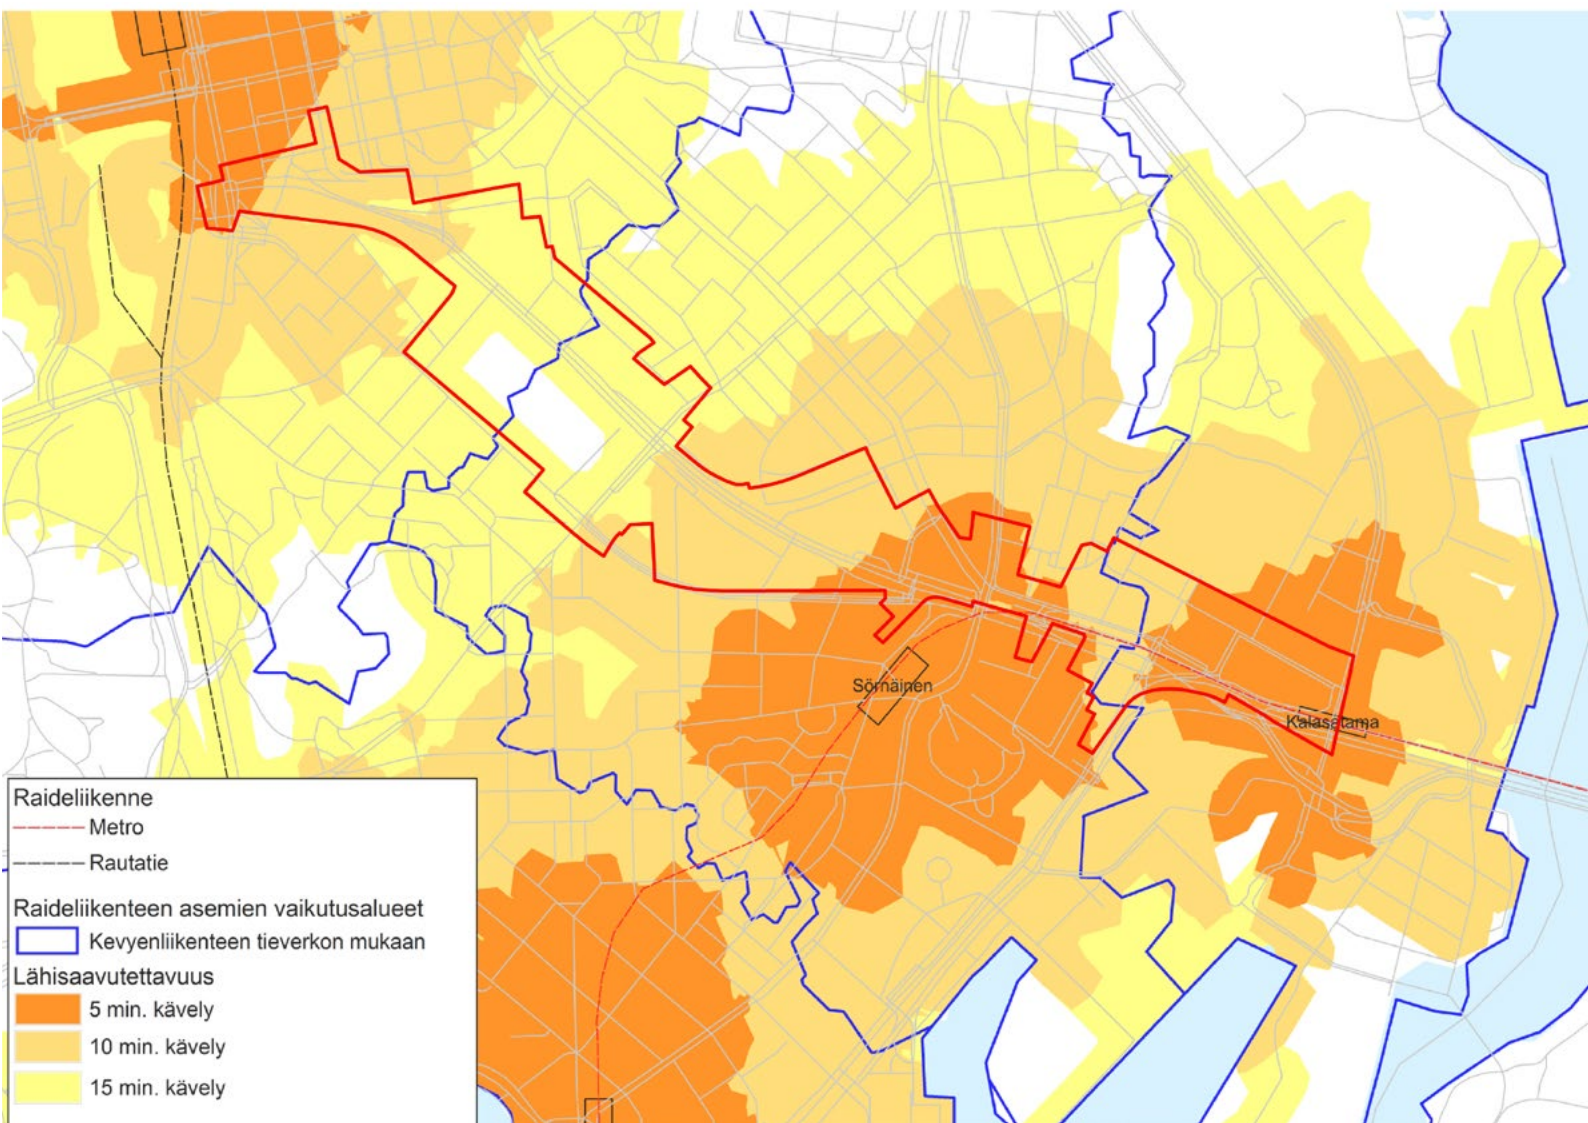 Sörnäinen
Kalasatama
Raideliikenne
Metro
Rautatie
Raideliikenteen asemien vaikutusalueet
Kevyenliikenteen tieverkon mukaan
Lähisaavutettavuus
5 min. kävely
10 min. kävely
15 min. kävely